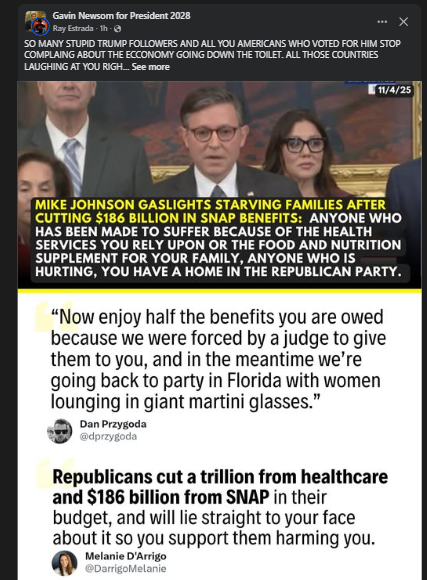 Gavin Newsom for President 2028
Ray Estrada · 1h ·
SO MANY STUPID TRUMP FOLLOWERS AND ALL YOU AMERICANS WHO VOTED FOR HIM STOP
COMPLAING ABOUT THE ECCONOMY GOING DOWN THE TOILET. ALL THOSE COUNTRIES
LAUGHING AT YOU RIGH... See more
11/4/25
MIKE JOHNSON GASLIGHTS STARVING FAMILIES AFTER
CUTTING $186 BILLION IN SNAP BENEFITS: ANYONE WHO
HAS BEEN MADE TO SUFFER BECAUSE OF THE HEALTH
SERVICES YOU RELY UPON OR THE FOOD AND NUTRITION
SUPPLEMENT FOR YOUR FAMILY, ANYONE WHO IS
HURTING, YOU HAVE A HOME IN THE REPUBLICAN PARTY.
“Now enjoy half the benefits you are owed
because we were forced by a judge to give
them to you, and in the meantime we’re
going back to party in Florida with women
lounging in giant martini glasses.”
Dan Przygoda
@dprzygoda
Republicans cut a trillion from healthcare
and $186 billion from SNAP in their
budget, and will lie straight to your face
about it so you support them harming you.
Melanie D'Arrigo
@DarrigoMelanie